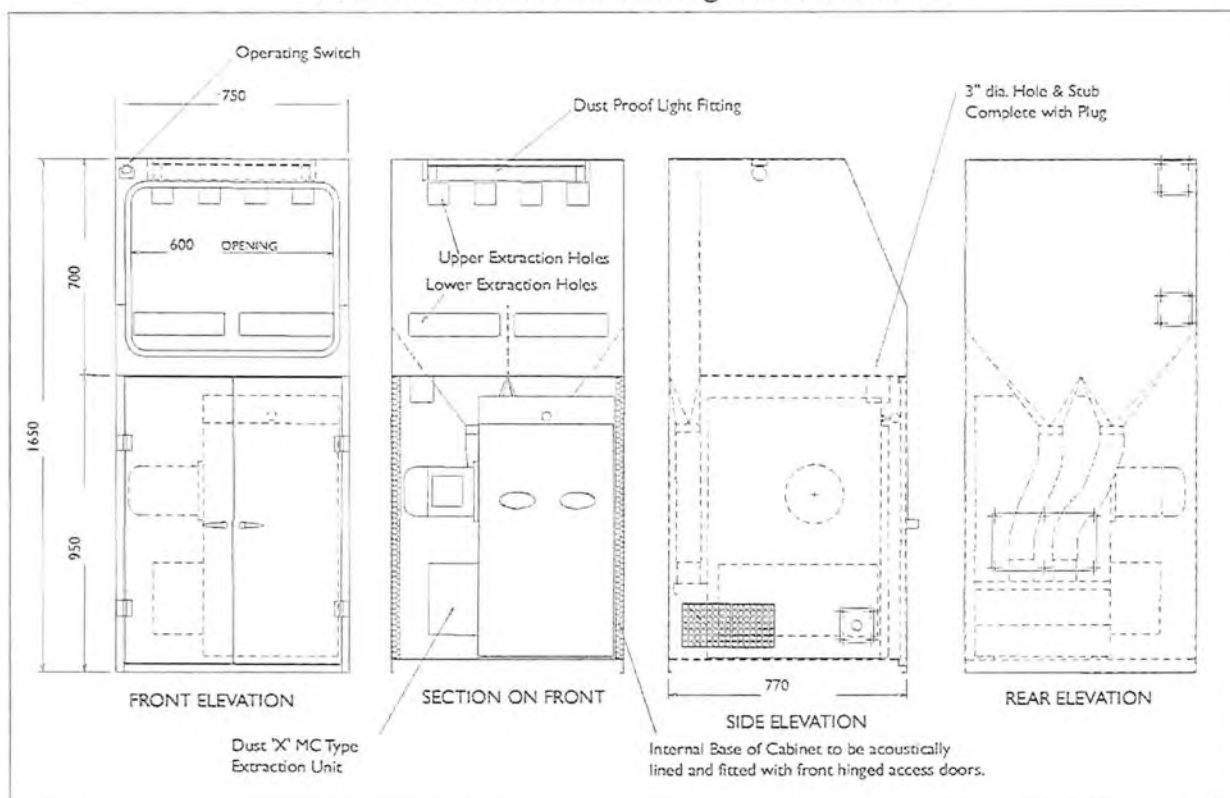 Operating Switch
750
Dust Proof Light Fitting
3" dia. Hole & Stub
Complete with Plug
600 OPENING
Upper Extraction Holes
Lower Extraction Holes
700
1650
950
770
FRONT ELEVATION
SECTION ON FRONT
SIDE ELEVATION
REAR ELEVATION
Dust 'X' MC Type
Extraction Unit
Internal Base of Cabinet to be acoustically
lined and fitted with front hinged access doors.